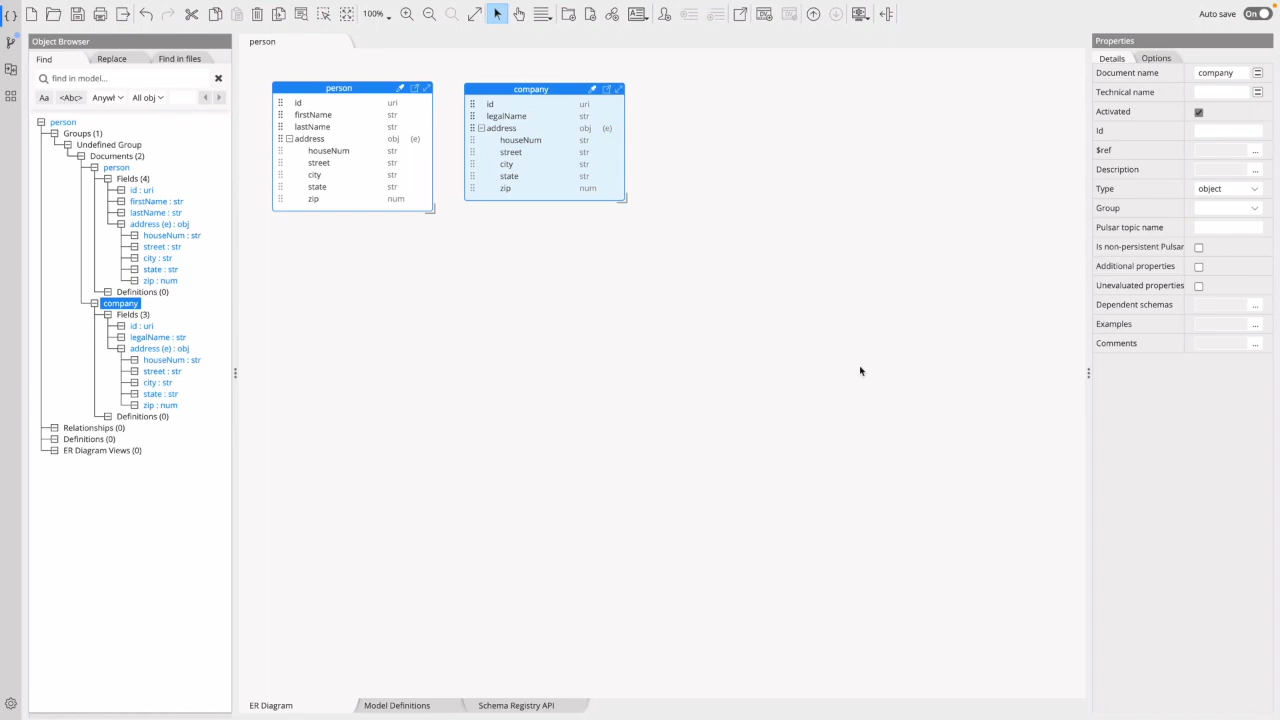 100%
Auto save
On
Object Browser
Find
Replace
Find in files
find in model...
Aa
<Abc>
Anywl
All obj
person
Groups (1)
Undefined Group
Documents (2)
person
Fields (4)
id : uri
firstName : str
lastName : str
address (e) : obj
houseNum : str
street : str
city : str
state : str
zip : num
Definitions (0)
company
Fields (3)
id : uri
legalName : str
address (e) : obj
houseNum : str
street : str
city : str
state : str
zip : num
Definitions (0)
Relationships (0)
Definitions (0)
ER Diagram Views (0)
person
person
id uri
firstName str
lastName str
address obj (e)
houseNum str
street str
city str
state str
zip num
company
id uri
legalName str
address obj (e)
houseNum str
street str
city str
state str
zip num
ER Diagram
Model Definitions
Schema Registry API
Properties
Details
Options
Document name company
Technical name
Activated
Id
$ref ...
Description ...
Type object
Group
Pulsar topic name
Is non-persistent Pulsar
Additional properties
Unevaluated properties
Dependent schemas ...
Examples ...
Comments ...